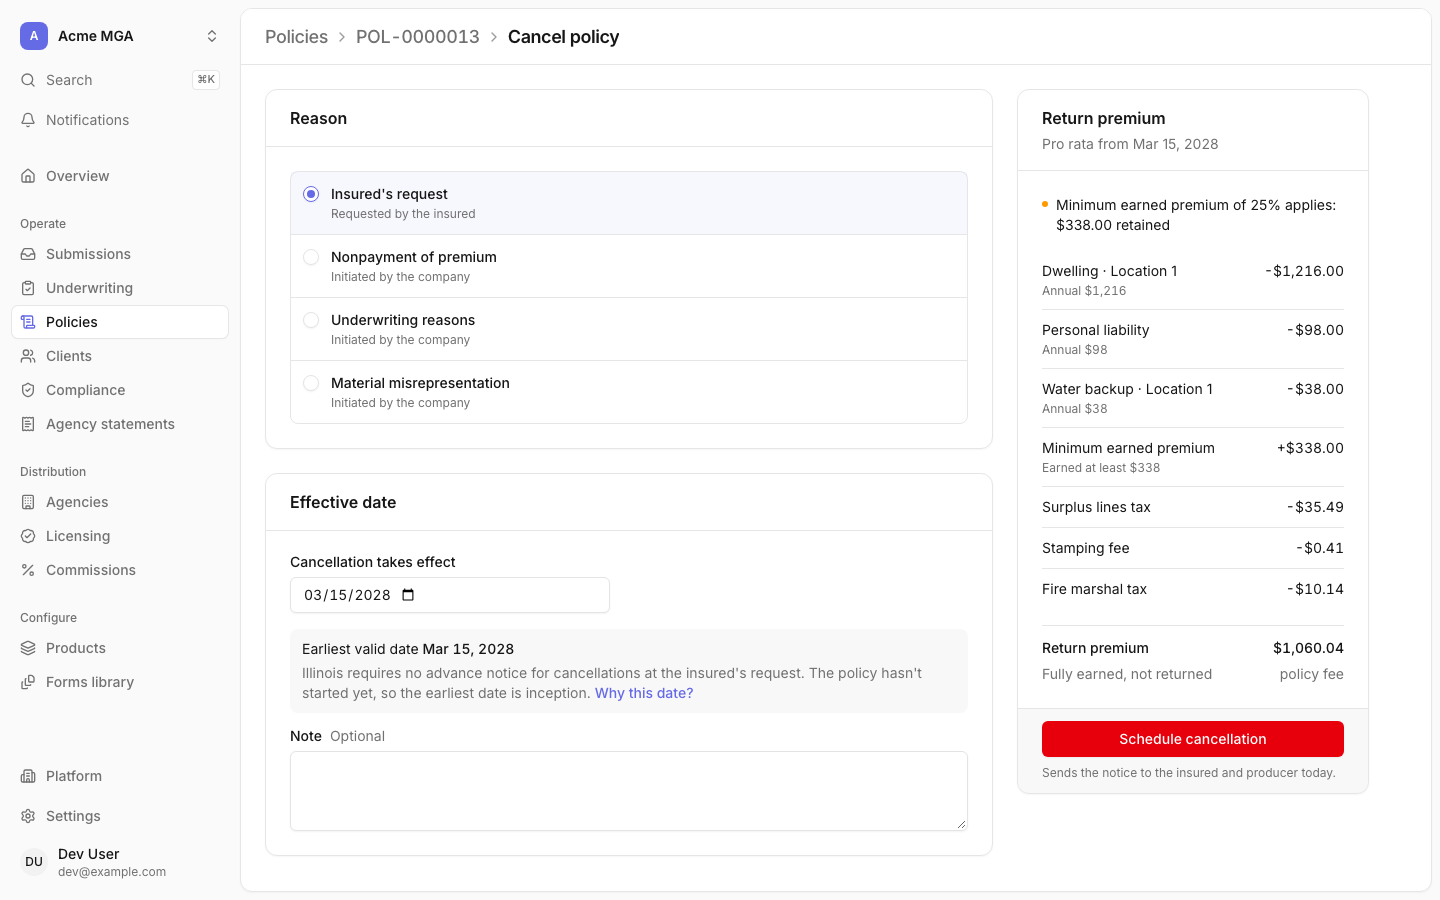 A
Acme MGA
Search
⌘K
Notifications
Overview
Operate
Submissions
Underwriting
Policies
Clients
Compliance
Agency statements
Distribution
Agencies
Licensing
Commissions
Configure
Products
Forms library
Platform
Settings
DU
Dev User
dev@example.com
Policies > POL-0000013 > Cancel policy
Reason
Insured's request
Requested by the insured
Nonpayment of premium
Initiated by the company
Underwriting reasons
Initiated by the company
Material misrepresentation
Initiated by the company
Effective date
Cancellation takes effect
03/15/2028
Earliest valid date Mar 15, 2028
Illinois requires no advance notice for cancellations at the insured's request. The policy hasn't
started yet, so the earliest date is inception. Why this date?
Note Optional
Return premium
Pro rata from Mar 15, 2028
Minimum earned premium of 25% applies:
$338.00 retained
Dwelling · Location 1 -$1,216.00
Annual $1,216
Personal liability -$98.00
Annual $98
Water backup · Location 1 -$38.00
Annual $38
Minimum earned premium +$338.00
Earned at least $338
Surplus lines tax -$35.49
Stamping fee -$0.41
Fire marshal tax -$10.14
Return premium $1,060.04
Fully earned, not returned policy fee
Schedule cancellation
Sends the notice to the insured and producer today.